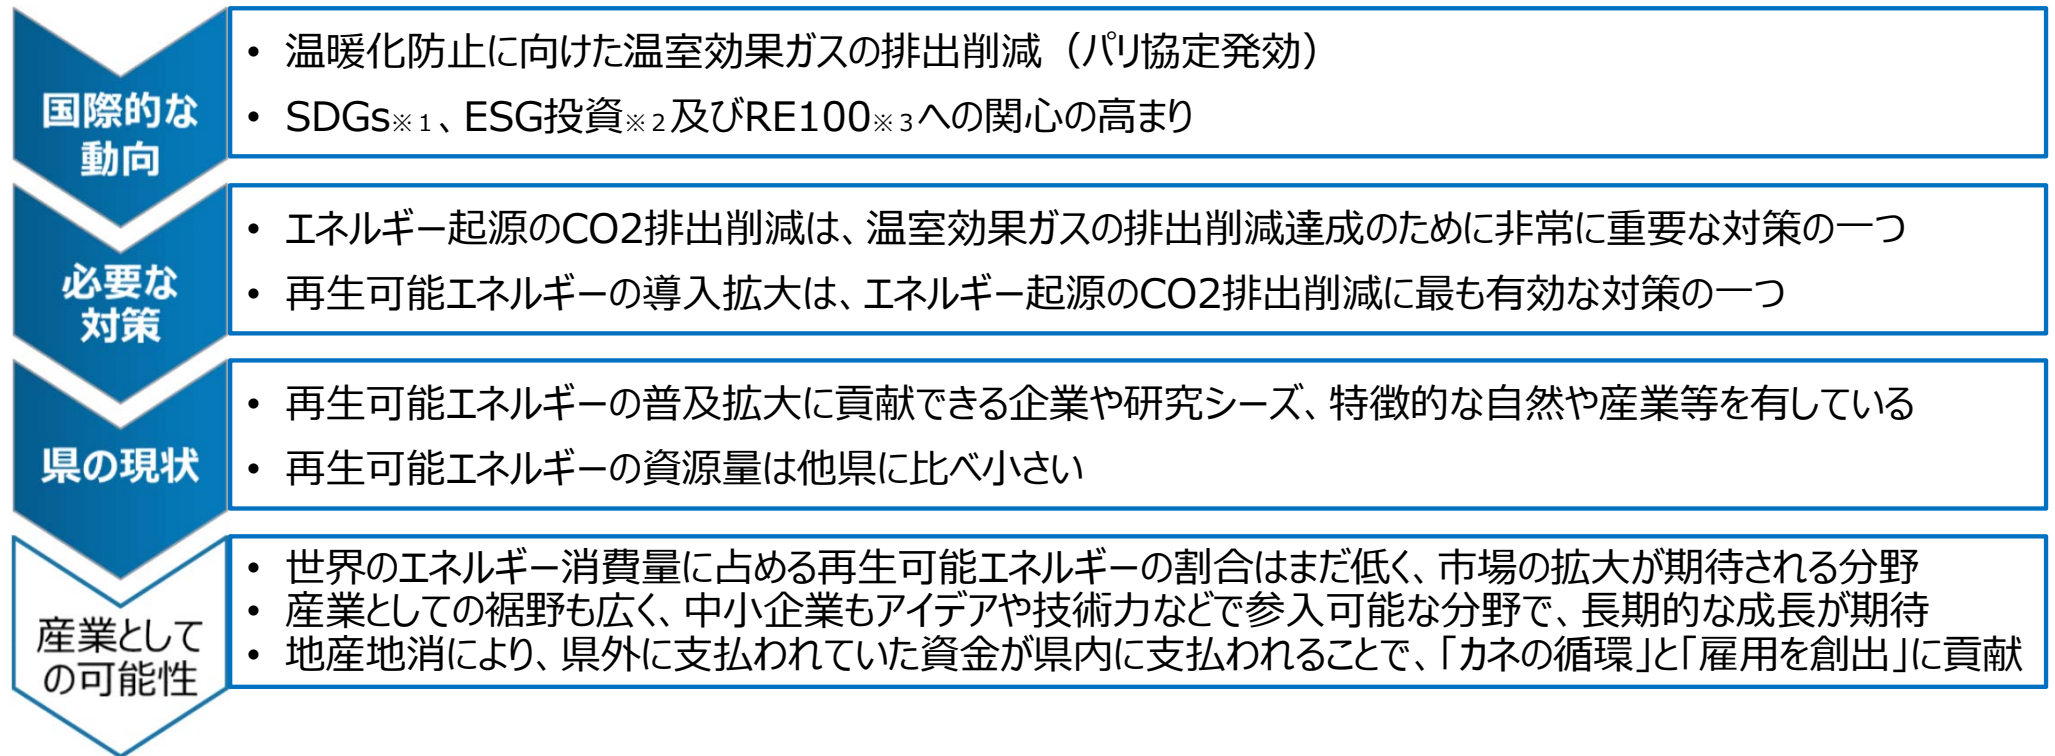 国際的な
動向
• 温暖化防止に向けた温室効果ガスの排出削減（パリ協定発効）
• SDGs※1、ESG投資※2及びRE100※3への関心の高まり
必要な
対策
• エネルギー起源のCO2排出削減は、温室効果ガスの排出削減達成のために非常に重要な対策の一つ
• 再生可能エネルギーの導入拡大は、エネルギー起源のCO2排出削減に最も有効な対策の一つ
県の現状
• 再生可能エネルギーの普及拡大に貢献できる企業や研究シーズ、特徴的な自然や産業等を有している
• 再生可能エネルギーの資源量は他県に比べ小さい
産業として
の可能性
• 世界のエネルギー消費量に占める再生可能エネルギーの割合はまだ低く、市場の拡大が期待される分野
• 産業としての裾野も広く、中小企業もアイデアや技術力などで参入可能な分野で、長期的な成長が期待
• 地産地消により、県外に支払われていた資金が県内に支払われることで、「カネの循環」と「雇用を創出」に貢献